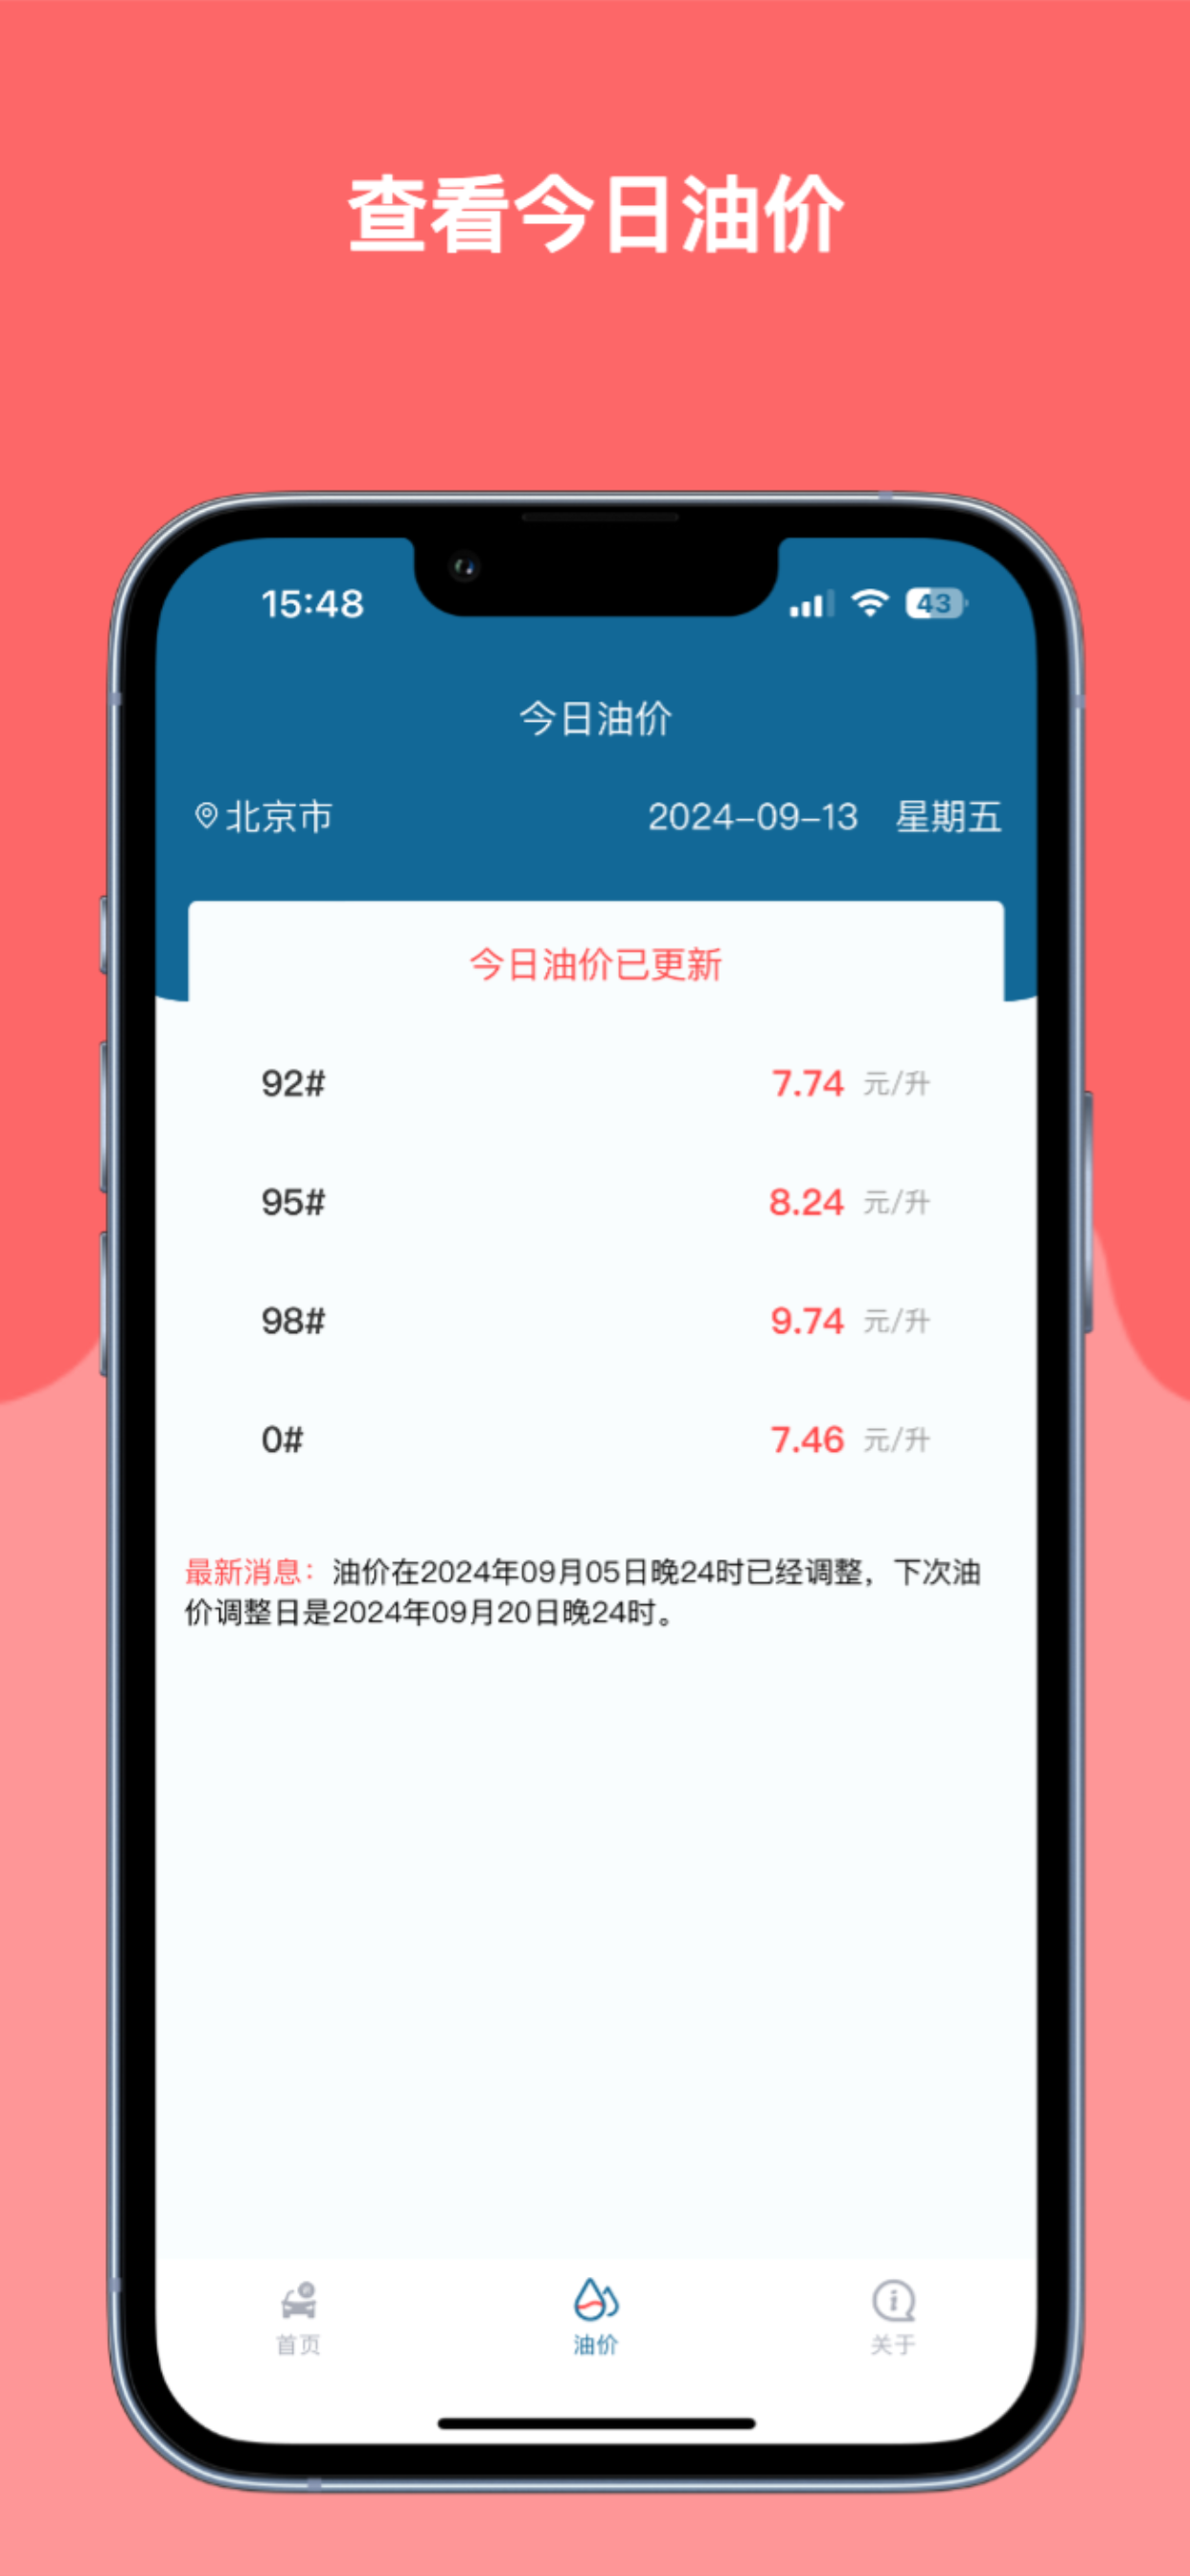 查看今日油价
15:48
43
今日油价
北京市 2024-09-13 星期五
今日油价已更新
92# 7.74 元/升
95# 8.24 元/升
98# 9.74 元/升
0# 7.46 元/升
最新消息：油价在2024年09月05日晚24时已经调整，下次油
价调整日是2024年09月20日晚24时。
首页 油价 关于